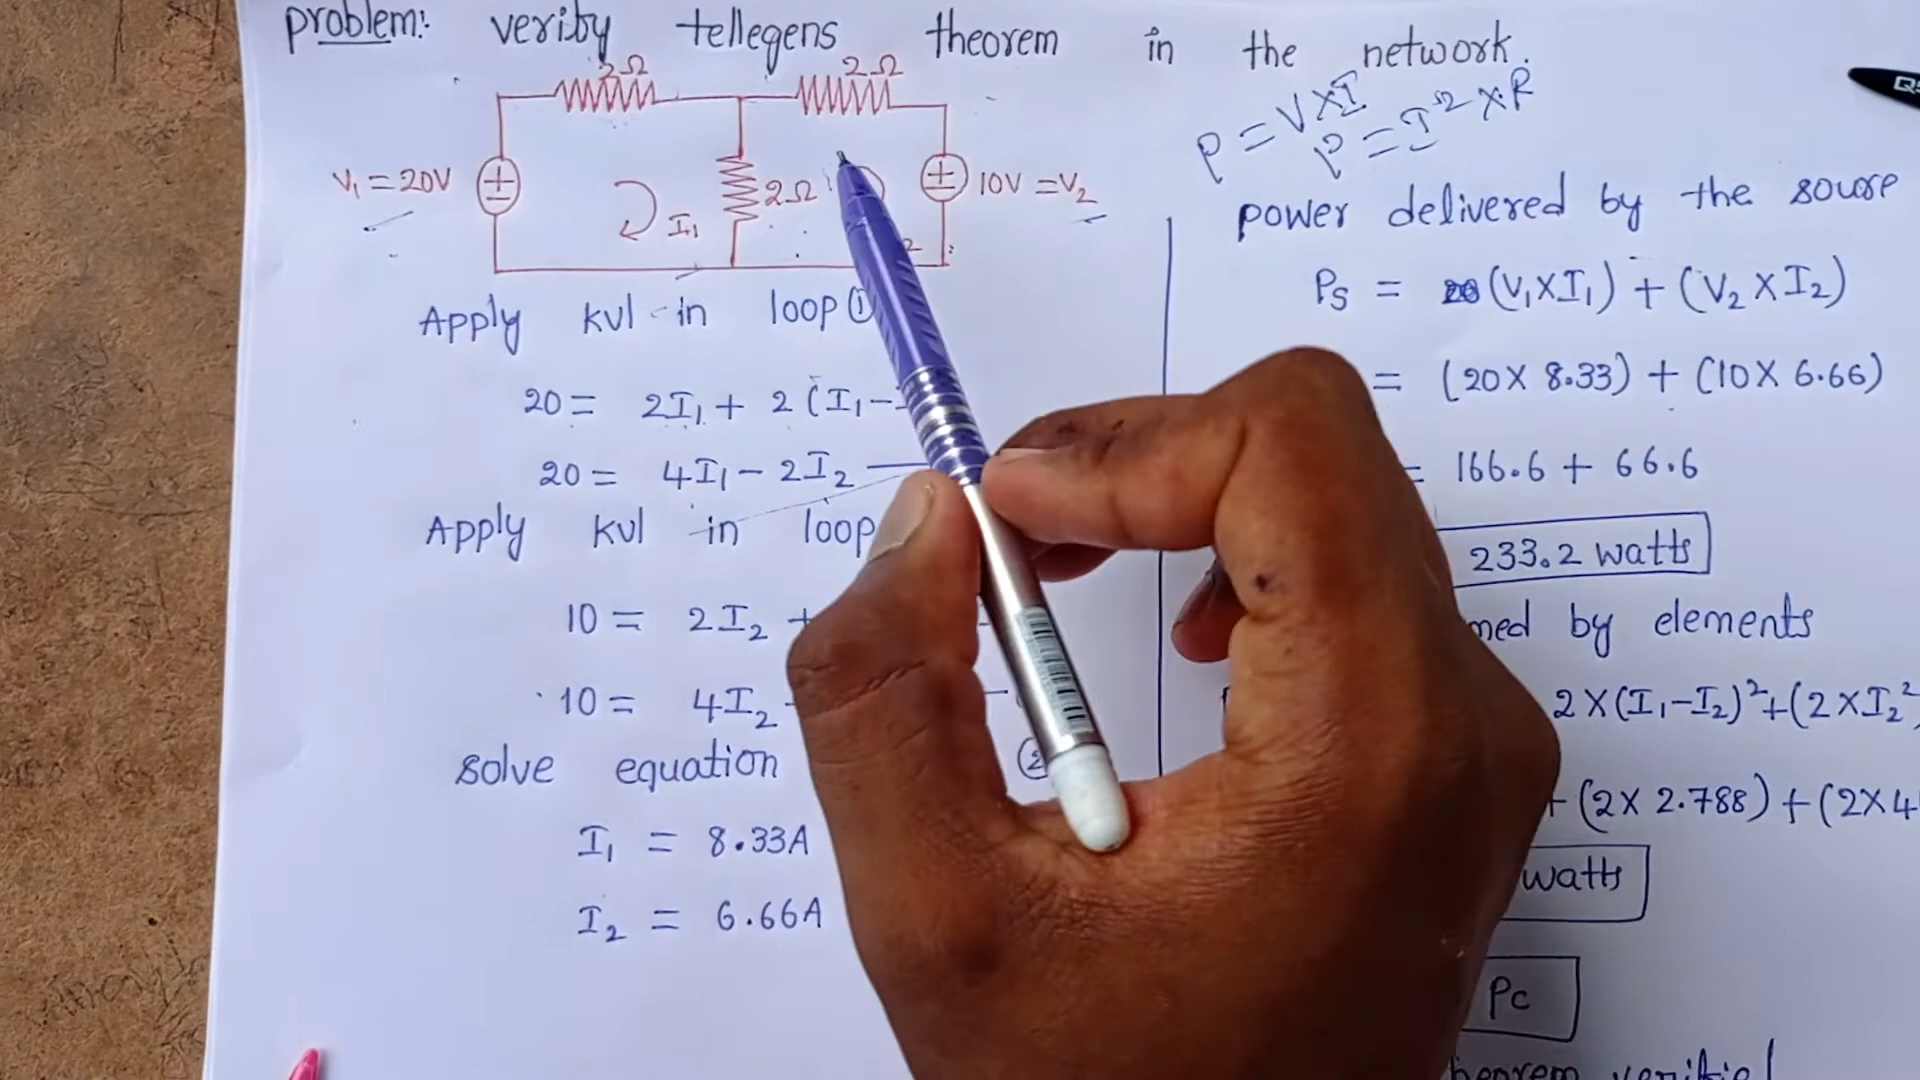 problem:- verify tellegens theorem in the network.
2Ω 2Ω
V₁ = 20V I₁ 2Ω 10V = V₂
Apply kvl in loop ①
20 = 2I₁ + 2(I₁-
20 = 4I₁ - 2I₂
Apply kvl in loop
10 = 2I₂ +
10 = 4I₂ -
solve equation ②
I₁ = 8.33A
I₂ = 6.66A
P = V×I
P = I² × R
power delivered by the sourse
Ps = (V₁×I₁) + (V₂×I₂)
= (20×8.33) + (10×6.66)
= 166.6 + 66.6
233.2 watts
by elements
2×(I₁-I₂)²+(2×I₂²
+ (2×2.788)+(2×4
watts
Pc